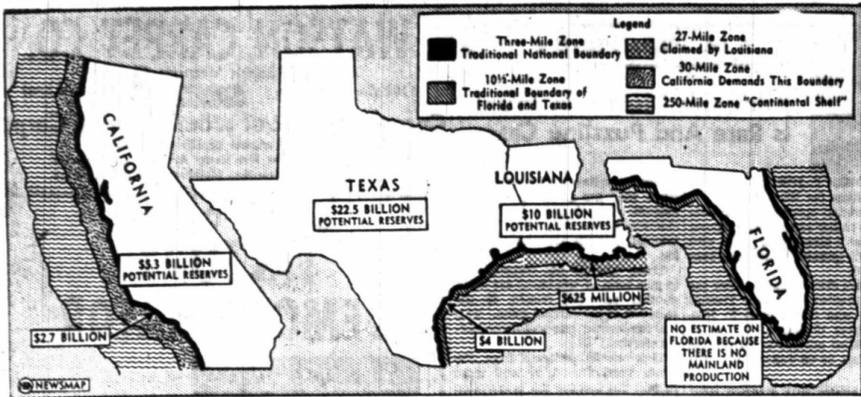 Legend
Three-Mile Zone
Traditional National Boundary
10½-Mile Zone
Traditional Boundary of
Florida and Texas
27-Mile Zone
Claimed by Louisiana
30-Mile Zone
California Demands This Boundary
250-Mile Zone "Continental Shelf"
CALIFORNIA
$5.3 BILLION
POTENTIAL RESERVES
$2.7 BILLION
TEXAS
$22.5 BILLION
POTENTIAL RESERVES
$4 BILLION
LOUISIANA
$10 BILLION
POTENTIAL RESERVES
$625 MILLION
FLORIDA
NO ESTIMATE ON
FLORIDA BECAUSE
THERE IS NO
MAINLAND
PRODUCTION
NEWSMAP